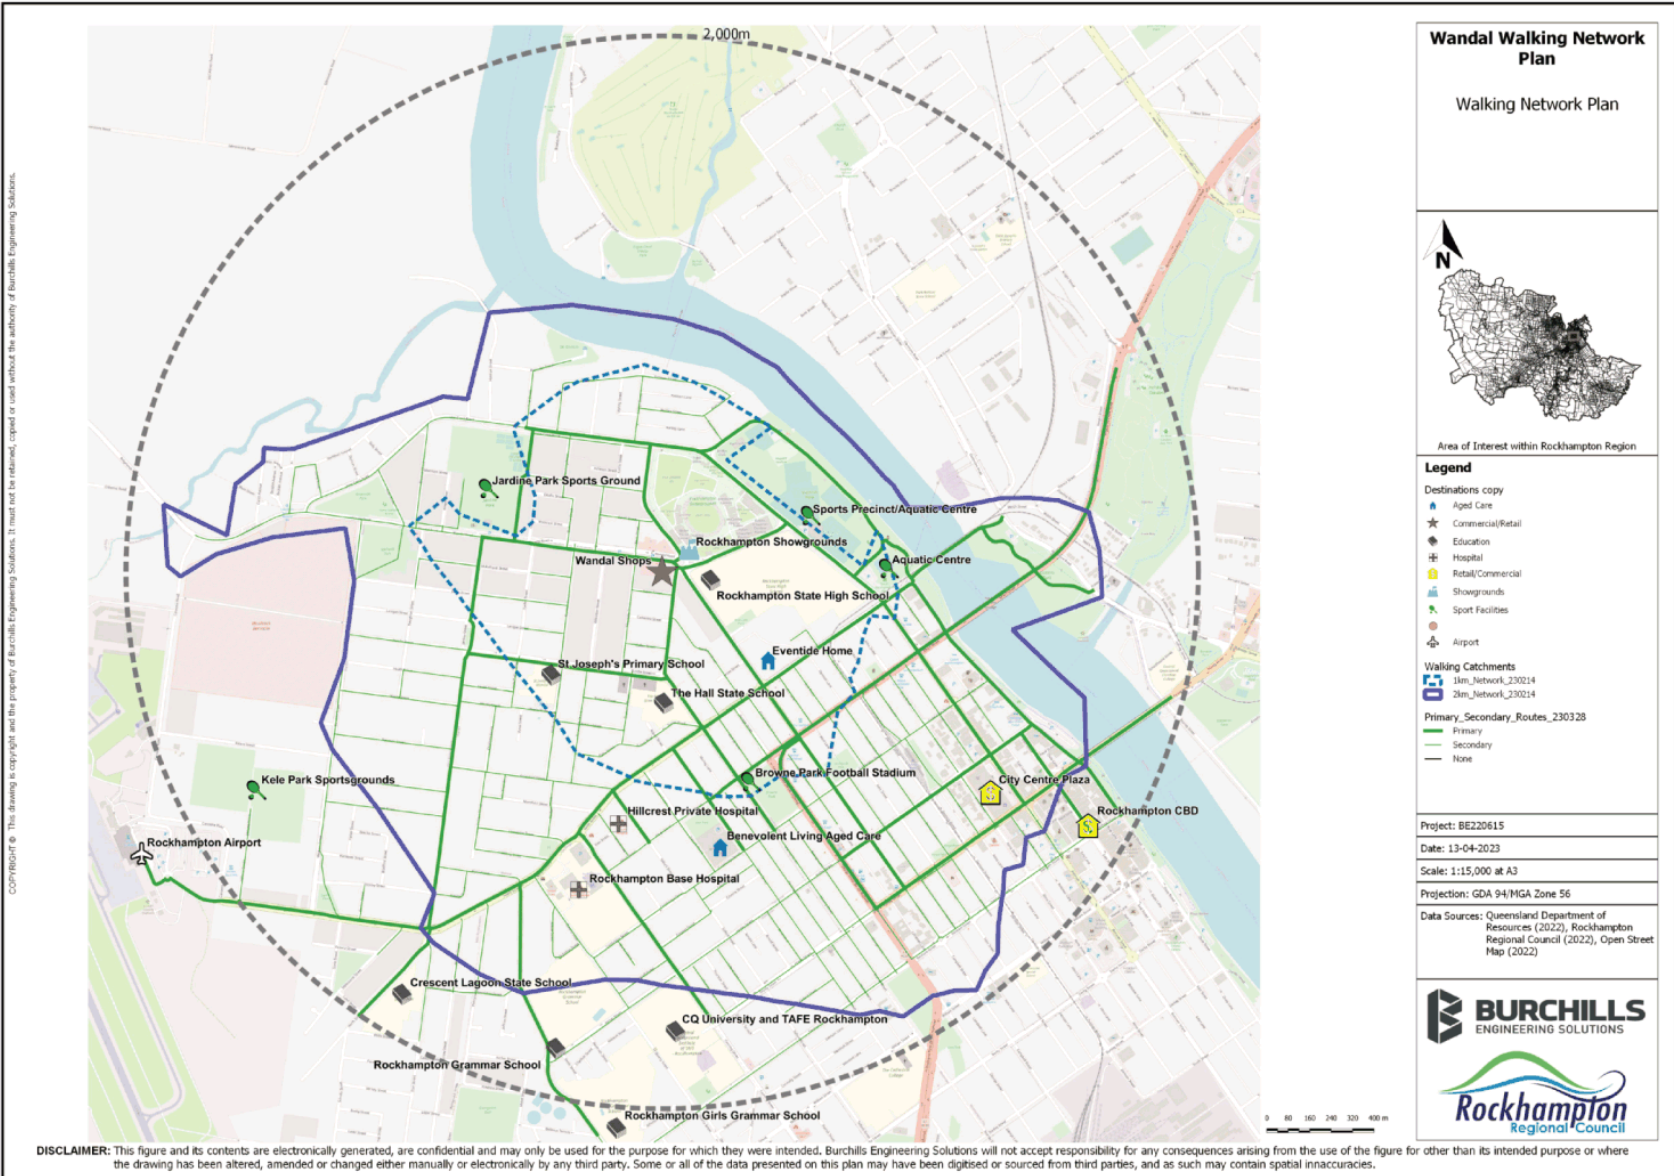 2,000m
Jardine Park Sports Ground
Sports Precinct/Aquatic Centre
Rockhampton Showgrounds
Wandal Shops
Aquatic Centre
Rockhampton State High School
Eventide Home
St Joseph's Primary School
The Hall State School
Browne Park Football Stadium
Kele Park Sportsgrounds
City Centre Plaza
Hillcrest Private Hospital
Rockhampton CBD
Benevolent Living Aged Care
Rockhampton Airport
Rockhampton Base Hospital
Crescent Lagoon State School
CQ University and TAFE Rockhampton
Rockhampton Grammar School
Rockhampton Girls Grammar School
0 80 160 240 320 400 m
Wandal Walking Network
Plan
Walking Network Plan
N
Area of Interest within Rockhampton Region
Legend
Destinations copy
Aged Care
Commercial/Retail
Education
Hospital
Retail/Commercial
Showgrounds
Sport Facilities
Airport
Walking Catchments
1km_Network_230214
2km_Network_230214
Primary_Secondary_Routes_230328
Primary
Secondary
None
Project: BE220615
Date: 13-04-2023
Scale: 1:15,000 at A3
Projection: GDA 94/MGA Zone 56
Data Sources: Queensland Department of
Resources (2022), Rockhampton
Regional Council (2022), Open Street
Map (2022)
BURCHILLS
ENGINEERING SOLUTIONS
Rockhampton
Regional Council
COPYRIGHT © This drawing is copyright and the property of Burchills Engineering Solutions. It must not be retained, copied or used without the authority of Burchills Engineering Solutions.
DISCLAIMER: This figure and its contents are electronically generated, are confidential and may only be used for the purpose for which they were intended. Burchills Engineering Solutions will not accept responsibility for any consequences arising from the use of the figure for other than its intended purpose or where
the drawing has been altered, amended or changed either manually or electronically by any third party. Some or all of the data presented on this plan may have been digitised or sourced from third parties, and as such may contain spatial innaccuracies.